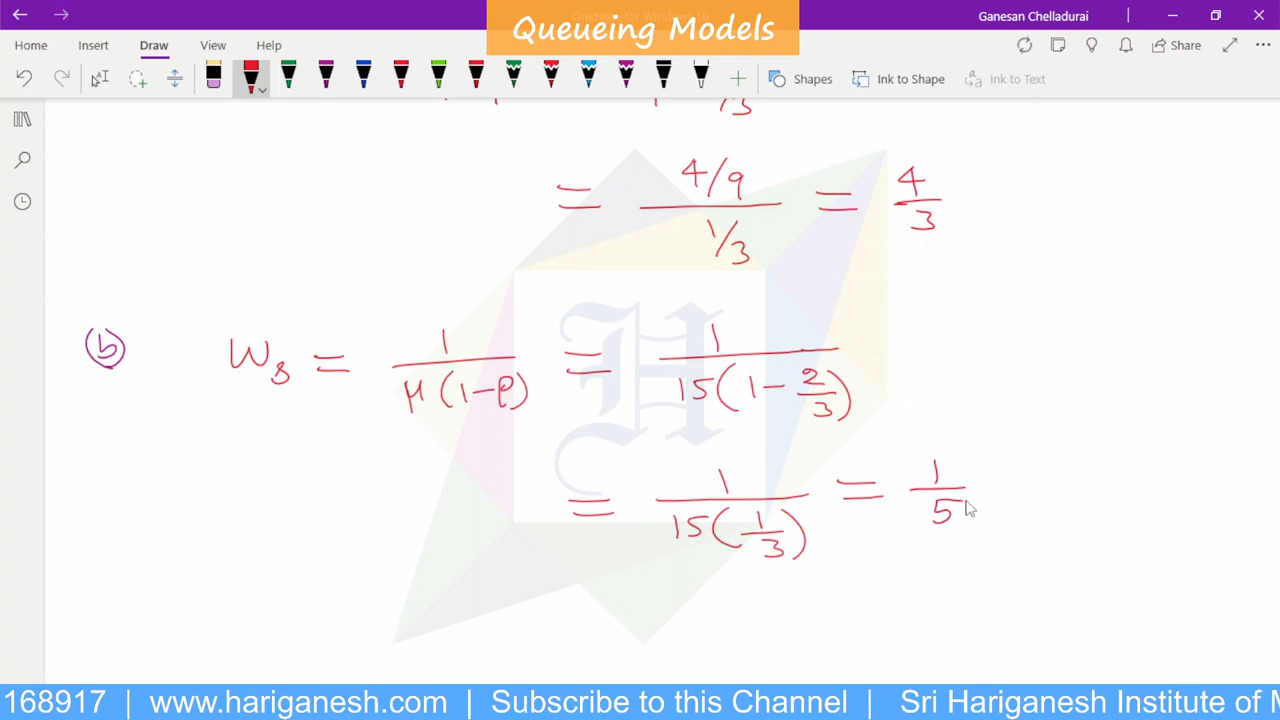 Queueing Models
Ganesan Chelladurai
Home Insert Draw View Help
Share
Shapes Ink to Shape Ink to Text
= 4/9 / 1/3 = 4/3
(b) Ws = 1 / μ(1-ρ) = 1 / 15(1 - 2/3)
= 1 / 15(1/3) = 1/5
168917 | www.hariganesh.com | Subscribe to this Channel | Sri Hariganesh Institute of M